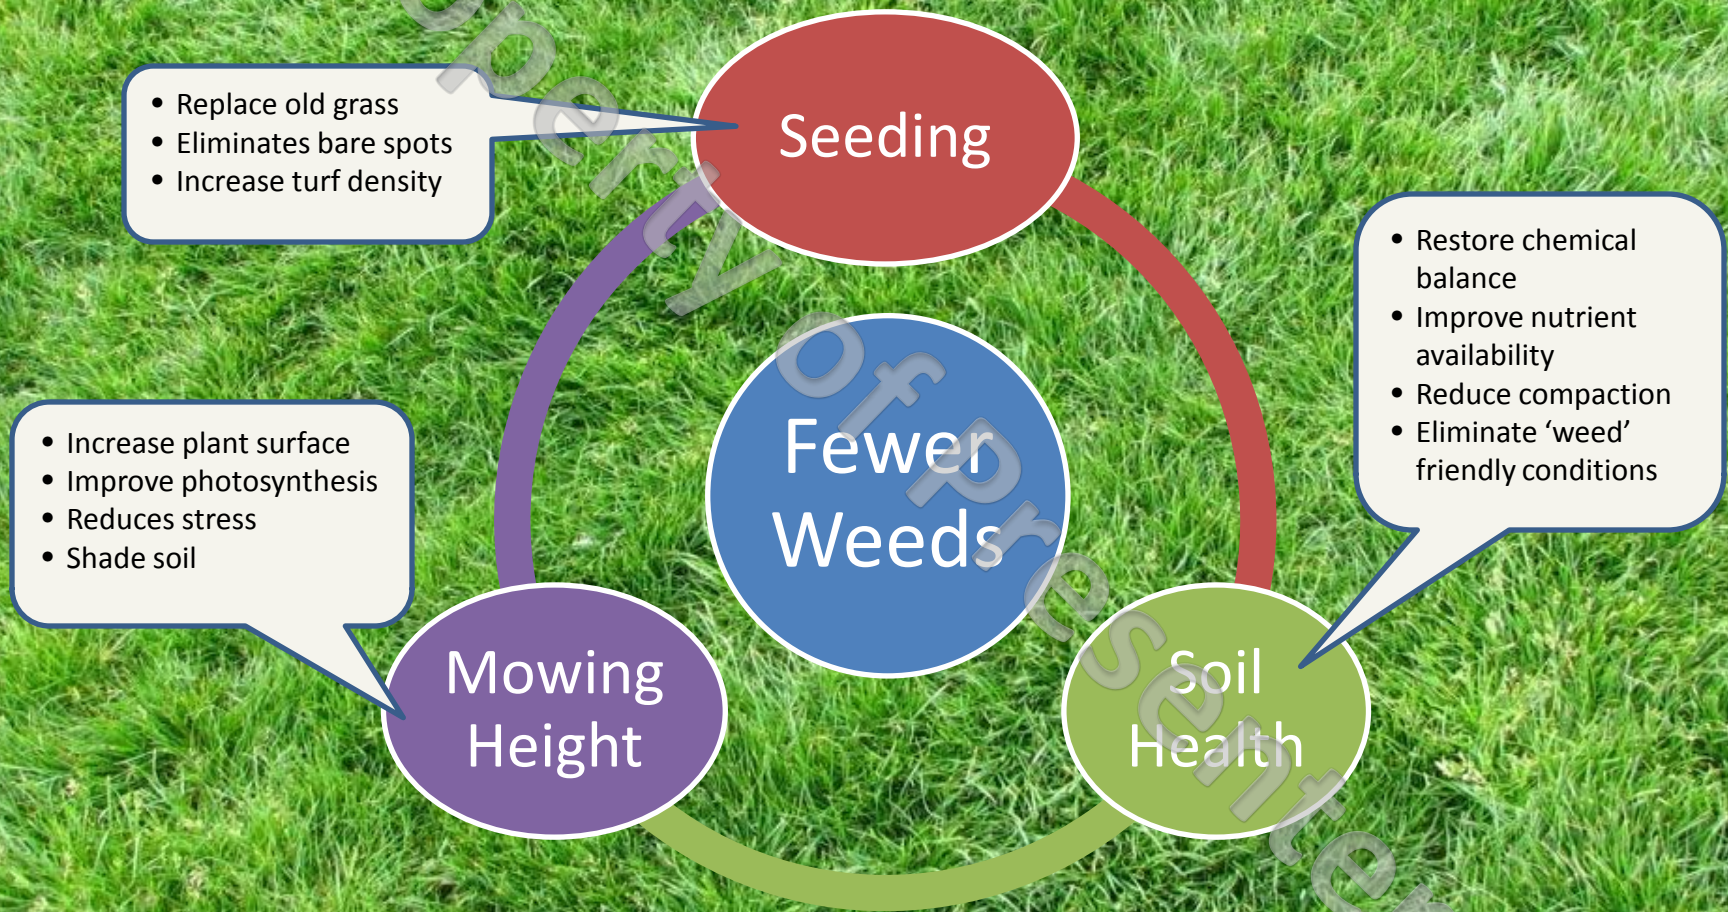 • Replace old grass
• Eliminates bare spots
• Increase turf density
Seeding
• Restore chemical
balance
• Improve nutrient
availability
• Reduce compaction
• Eliminate ‘weed’
friendly conditions
Fewer
Weeds
• Increase plant surface
• Improve photosynthesis
• Reduces stress
• Shade soil
Mowing
Height
Soil
Health
perty of Presenter